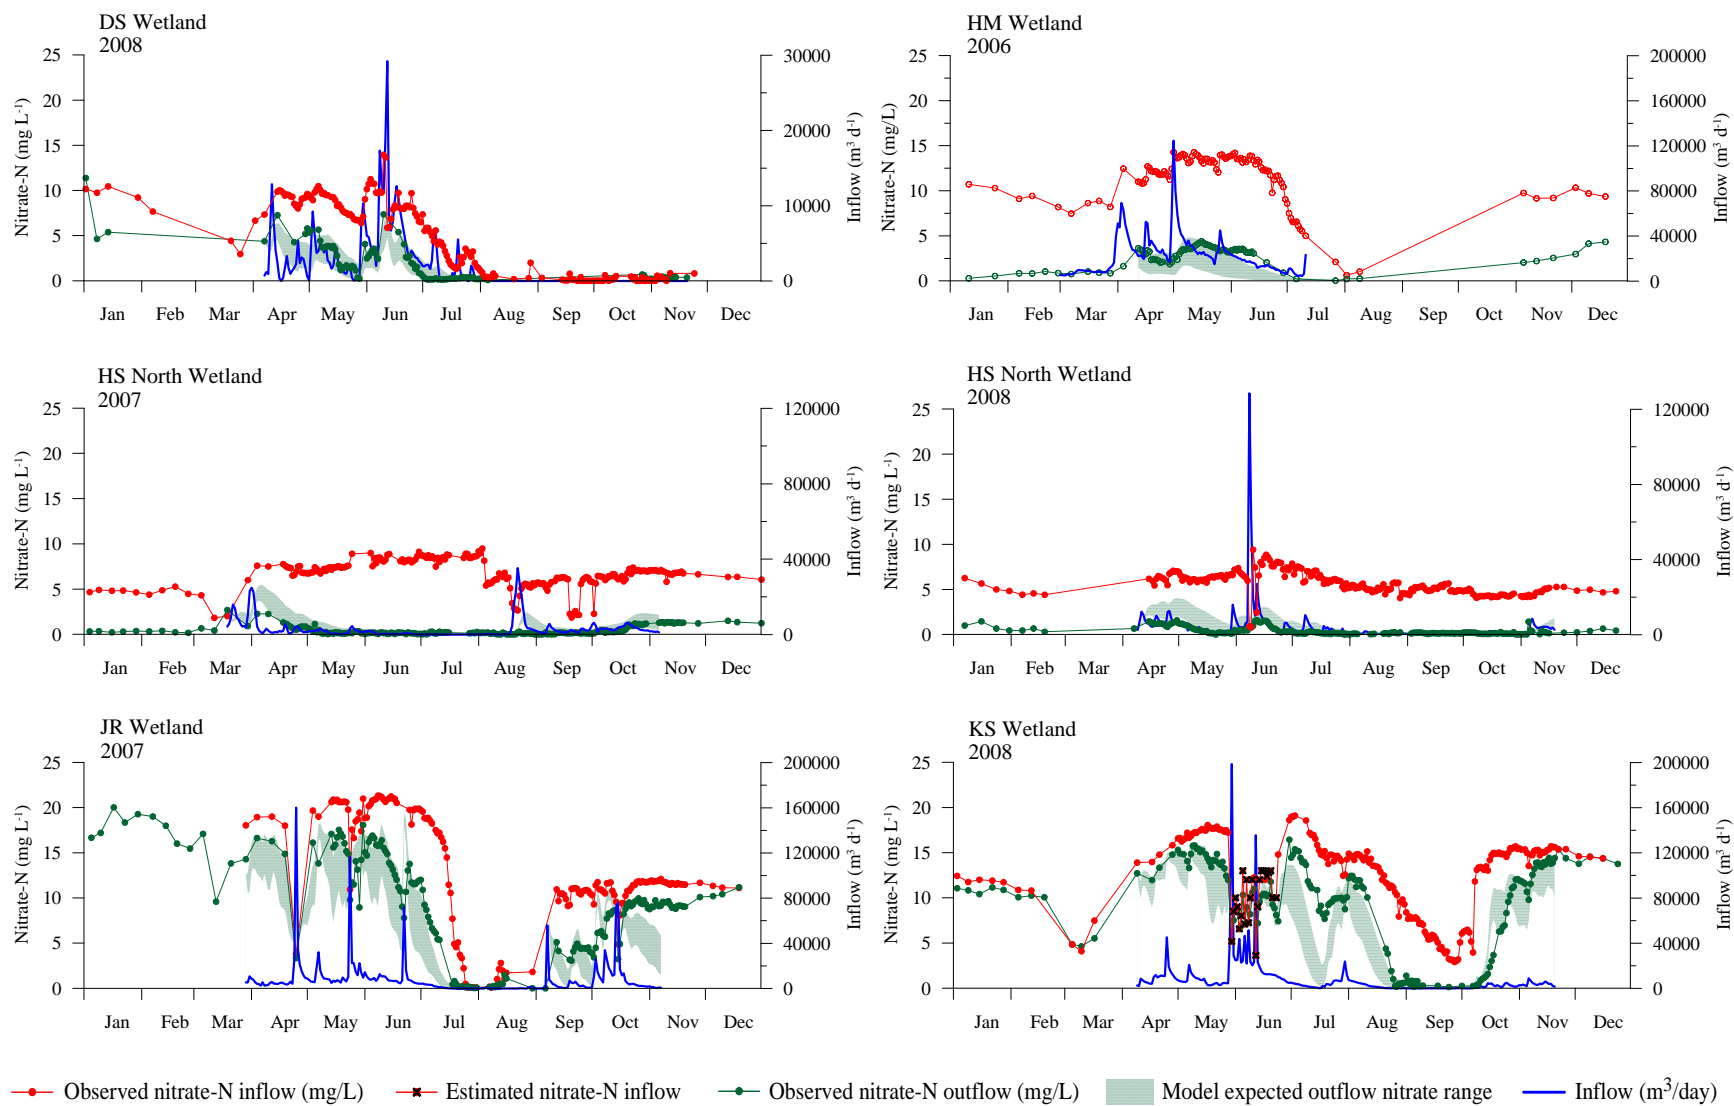 DS Wetland
2008
25
20
15
10
5
0
Nitrate-N (mg L-1)
30000
20000
10000
0
Inflow (m3 d-1)
Jan Feb Mar Apr May Jun Jul Aug Sep Oct Nov Dec
HM Wetland
2006
25
20
15
10
5
0
Nitrate-N (mg/L)
200000
160000
120000
80000
40000
0
Inflow (m3 d-1)
Jan Feb Mar Apr May Jun Jul Aug Sep Oct Nov Dec
HS North Wetland
2007
25
20
15
10
5
0
Nitrate-N (mg L-1)
120000
80000
40000
0
Inflow (m3 d-1)
Jan Feb Mar Apr May Jun Jul Aug Sep Oct Nov Dec
HS North Wetland
2008
25
20
15
10
5
0
Nitrate-N (mg L-1)
120000
80000
40000
0
Inflow (m3 d-1)
Jan Feb Mar Apr May Jun Jul Aug Sep Oct Nov Dec
JR Wetland
2007
25
20
15
10
5
0
Nitrate-N (mg L-1)
200000
160000
120000
80000
40000
0
Inflow (m3 d-1)
Jan Feb Mar Apr May Jun Jul Aug Sep Oct Nov Dec
KS Wetland
2008
25
20
15
10
5
0
Nitrate-N (mg L-1)
200000
160000
120000
80000
40000
0
Inflow (m3 d-1)
Jan Feb Mar Apr May Jun Jul Aug Sep Oct Nov Dec
Observed nitrate-N inflow (mg/L) Estimated nitrate-N inflow Observed nitrate-N outflow (mg/L) Model expected outflow nitrate range Inflow (m3/day)